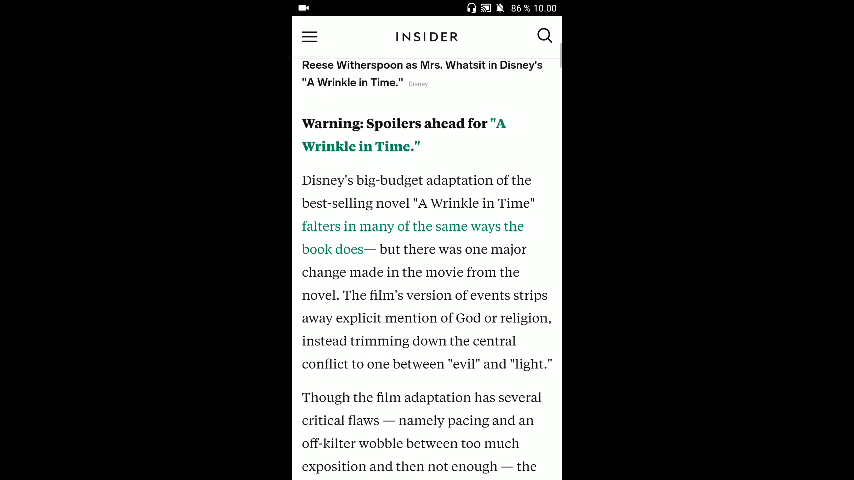 86 % 10.00
INSIDER
Reese Witherspoon as Mrs. Whatsit in Disney's
"A Wrinkle in Time." Disney
Warning: Spoilers ahead for "A
Wrinkle in Time."
Disney's big-budget adaptation of the
best-selling novel "A Wrinkle in Time"
falters in many of the same ways the
book does— but there was one major
change made in the movie from the
novel. The film's version of events strips
away explicit mention of God or religion,
instead trimming down the central
conflict to one between "evil" and "light."
Though the film adaptation has several
critical flaws — namely pacing and an
off-kilter wobble between too much
exposition and then not enough — the